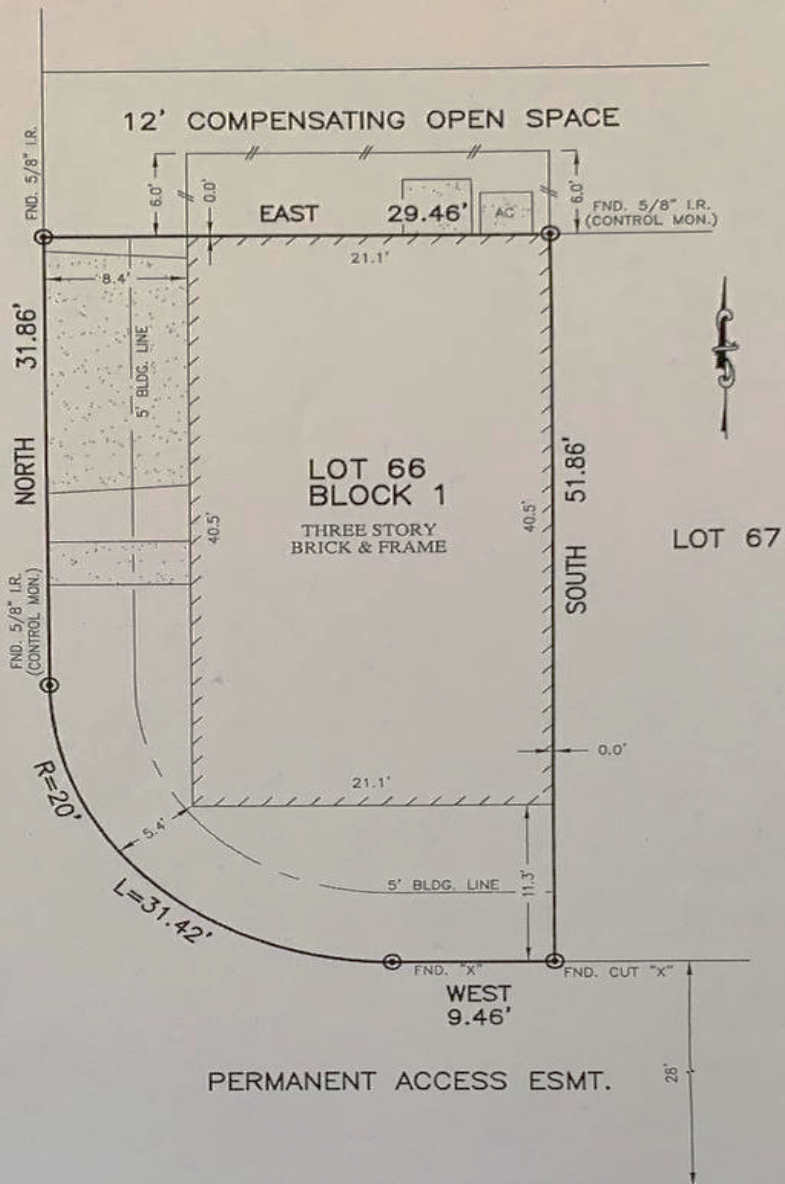 12' COMPENSATING OPEN SPACE
FND. 5/8" I.R.
6.0'
0.0'
EAST 29.46'
AC
6.0'
FND. 5/8" I.R.
(CONTROL MON.)
21.1'
8.4'
5' BLDG. LINE
NORTH 31.86'
LOT 66
BLOCK 1
THREE STORY
BRICK & FRAME
40.5'
40.5'
SOUTH 51.86'
LOT 67
FND. 5/8" I.R.
(CONTROL MON.)
0.0'
21.1'
R=20'
5.4'
L=31.42'
5' BLDG. LINE
11.3'
FND. "X"
FND. CUT "X"
WEST
9.46'
28'
PERMANENT ACCESS ESMT.